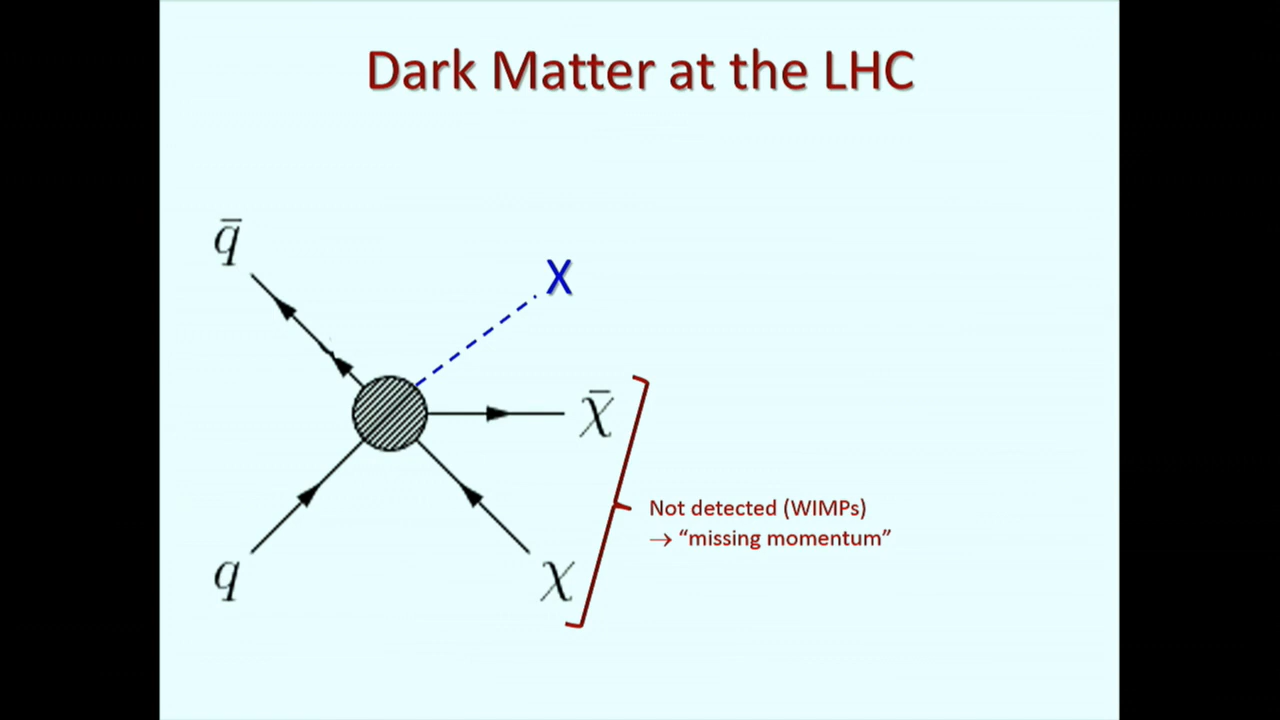 Dark Matter at the LHC
q̄
X
χ̄
Not detected (WIMPs)
→ “missing momentum”
q
χ